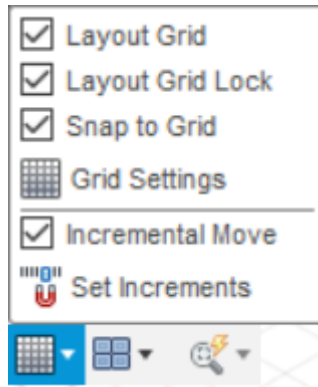 Layout Grid
Layout Grid Lock
Snap to Grid
Grid Settings
Incremental Move
Set Increments